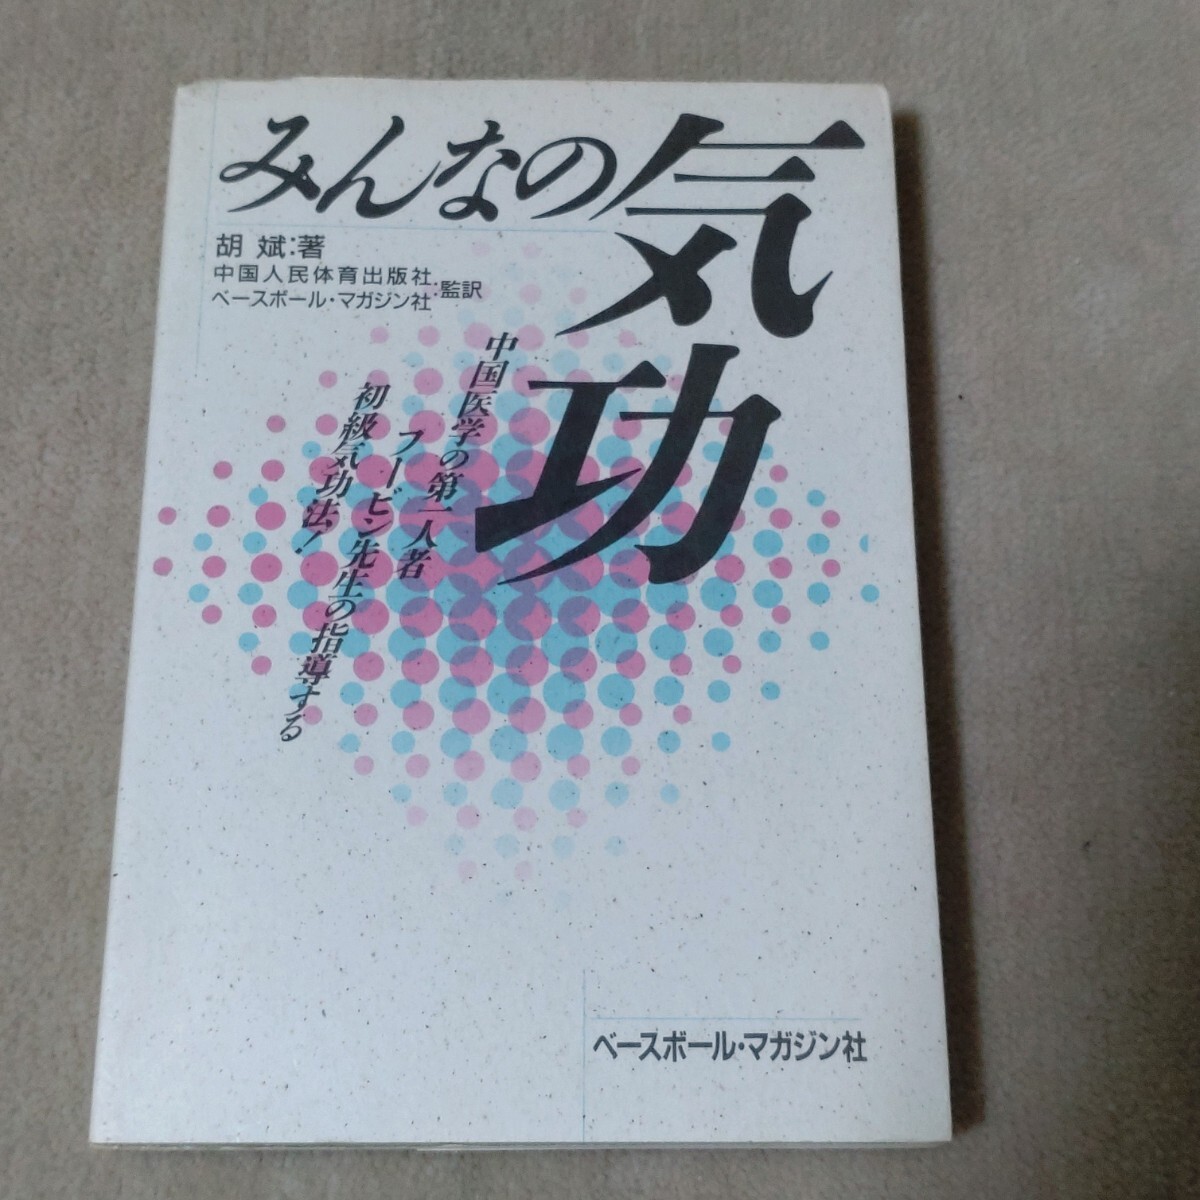 みんなの気功
胡 斌:著
中国人民体育出版社
ベースボール・マガジン社
:監訳
中国医学の第一人者
フービン先生の指導する
初級気功法!
ベースボール・マガジン社